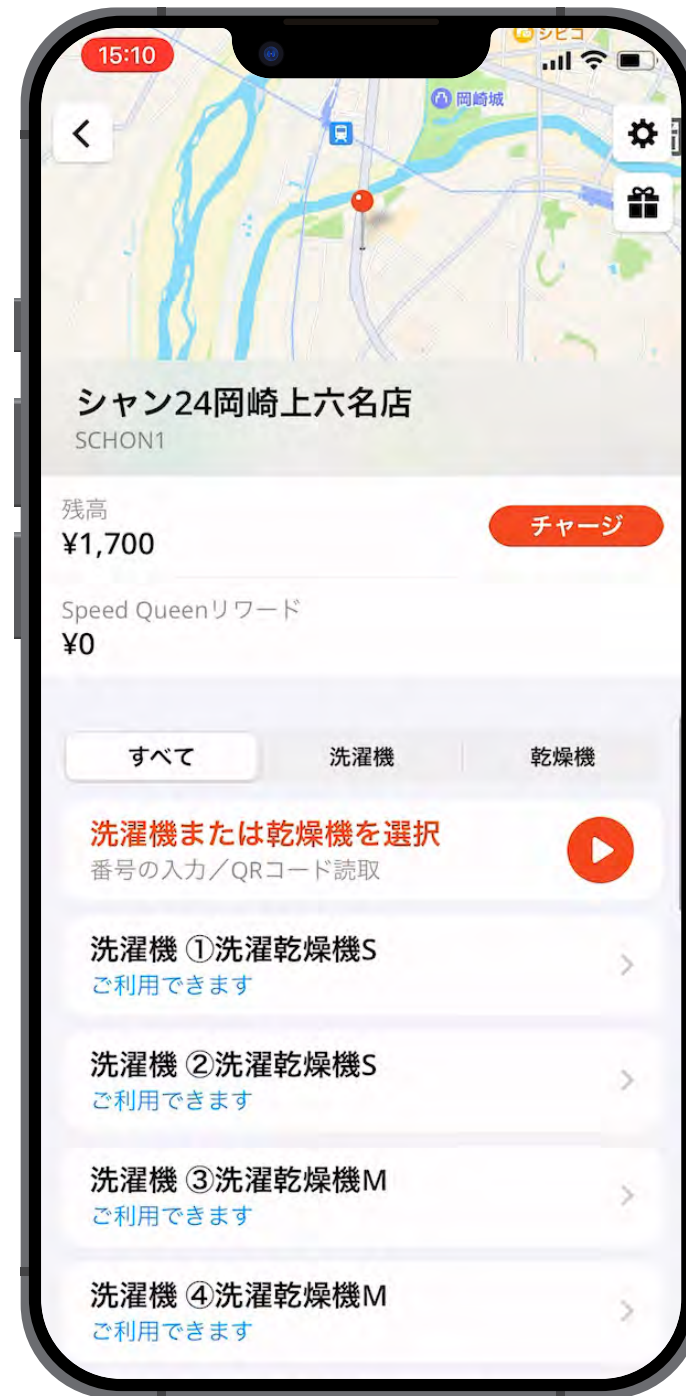 15:10
シビコ
岡崎城
シャン24岡崎上六名店
SCHON1
残高
¥1,700
チャージ
Speed Queenリワード
¥0
すべて
洗濯機
乾燥機
洗濯機または乾燥機を選択
番号の入力／QRコード読取
洗濯機 ①洗濯乾燥機S
ご利用できます
洗濯機 ②洗濯乾燥機S
ご利用できます
洗濯機 ③洗濯乾燥機M
ご利用できます
洗濯機 ④洗濯乾燥機M
ご利用できます